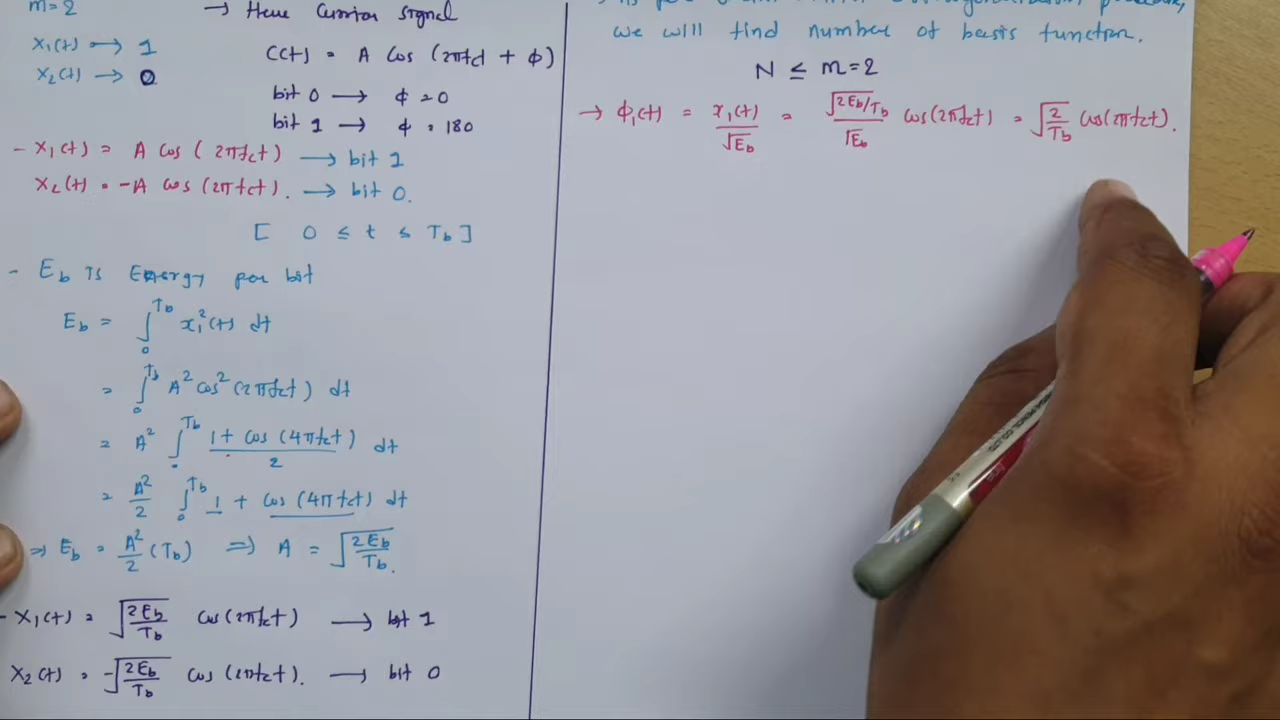 m=2
→ Here Carrier signal
x₁(t) → 1
x₂(t) → 0
C(t) = A Cos (2πfct + φ)
bit 0 → φ = 0
bit 1 → φ = 180
- x₁(t) = A cos (2πfct) → bit 1
x₂(t) = -A cos (2πfct). → bit 0.
[ 0 ≤ t ≤ Tb ]
- Eb is Energy per bit
Eb = ∫₀^Tb x₁²(t) dt
= ∫₀^Tb A² cos² (2πfct) dt
= A² ∫₀^Tb (1 + cos (4πfct))/2 dt
= A²/2 ∫₀^Tb 1 + cos (4πfct) dt
⇒ Eb = A²/2 (Tb) ⇒ A = √(2Eb/Tb).
- x₁(t) = √(2Eb/Tb) cos(2πfct) → bit 1
x₂(t) = -√(2Eb/Tb) cos (2πfct). → bit 0
procedure,
we will find number of basis function.
N ≤ m=2
→ φ₁(t) = x₁(t)/√Eb = √(2Eb/Tb)/√Eb cos(2πfct) = √(2/Tb) cos(2πfct).